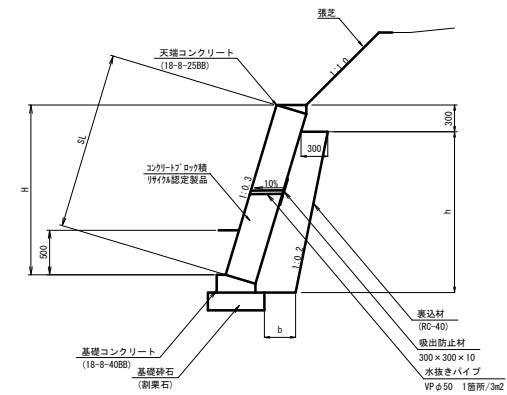 張芝
天端コンクリート
(18-8-25BB)
1:1.0
300
300
SL
H
コンクリートブロック積
リサイクル認定製品
1:0.3
10%
h
500
1:0.2
b
裏込材
(RC-40)
吸出防止材
300×300×10
基礎コンクリート
(18-8-40BB)
基礎砕石
(割栗石)
水抜きパイプ
VPφ50 1箇所/3m2